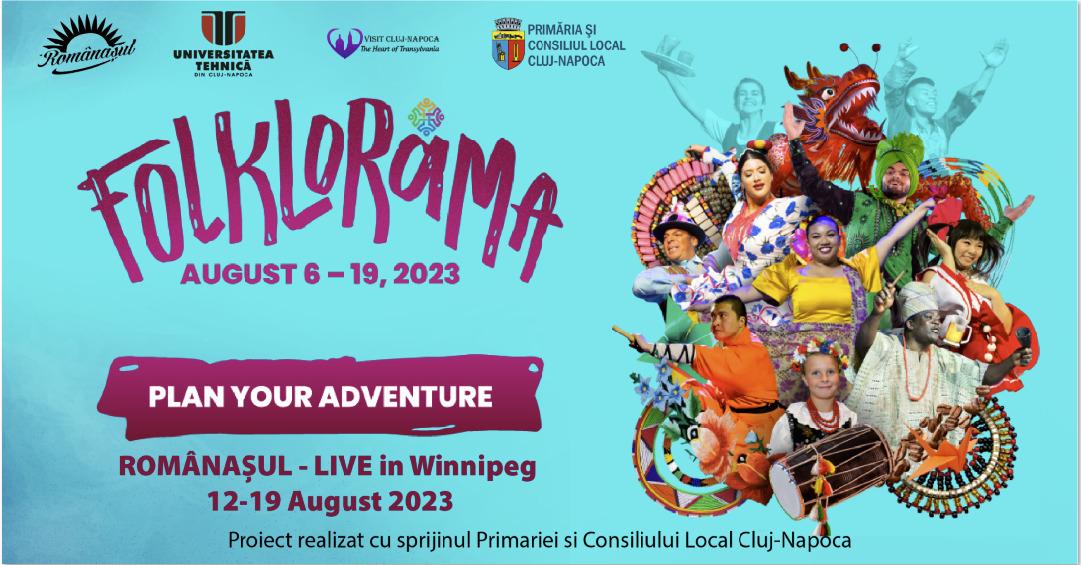 Românașul
UNIVERSITATEA
TEHNICĂ
DIN CLUJ-NAPOCA
VISIT CLUJ-NAPOCA
The Heart of Transylvania
PRIMĂRIA ȘI
CONSILIUL LOCAL
CLUJ-NAPOCA
FOLKLORAMA
AUGUST 6 – 19, 2023
PLAN YOUR ADVENTURE
ROMÂNAȘUL - LIVE in Winnipeg
12-19 August 2023
Proiect realizat cu sprijinul Primariei si Consiliului Local Cluj-Napoca